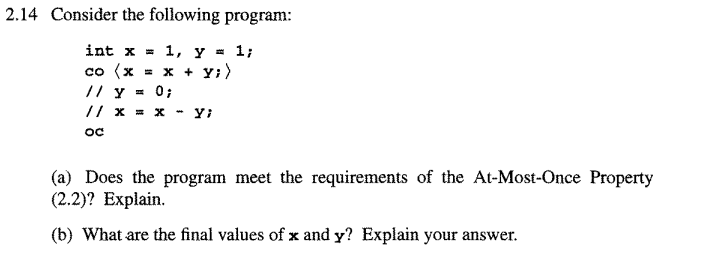 2.14 Consider the following program:
int x = 1, y = 1;
co ⟨x = x + y;⟩
// y = 0;
// x = x - y;
oc
(a) Does the program meet the requirements of the At-Most-Once Property
(2.2)? Explain.
(b) What are the final values of x and y? Explain your answer.